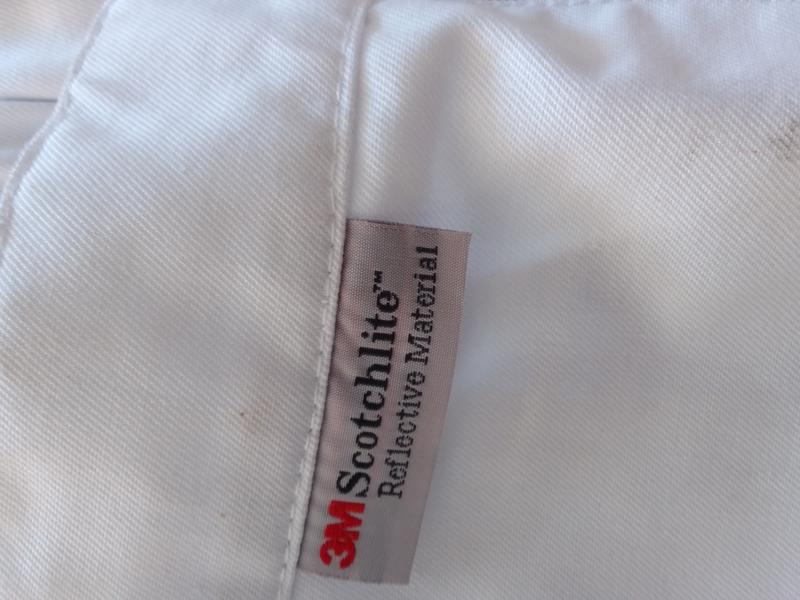 3M Scotchlite™
Reflective Material